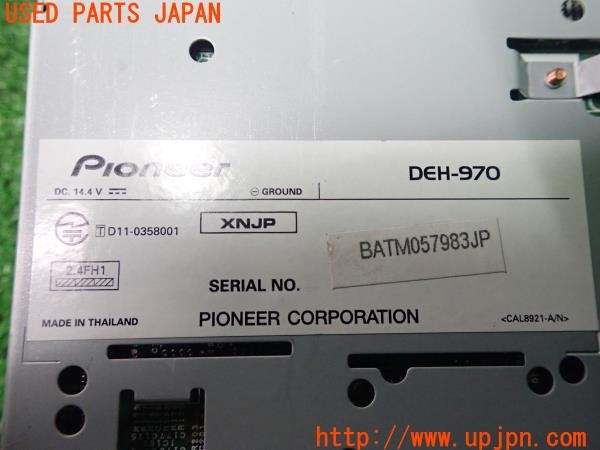 USED PARTS JAPAN
Pioneer
DEH-970
DC. 14.4 V
⊖ GROUND
T D11-0358001
XNJP
2.4FH1
SERIAL NO.
BATM057983JP
MADE IN THAILAND
PIONEER CORPORATION
<CAL8921-A/N>
http://www.upjpn.com/